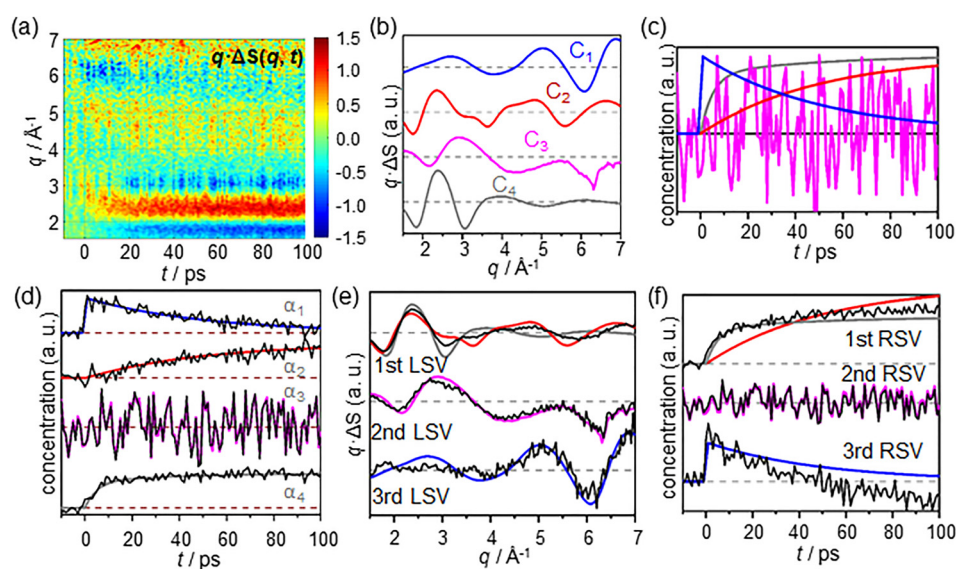 (a)
q·ΔS(q, t)
7
6
5
4
3
2
q / Å-1
0 20 40 60 80 100
t / ps
1.5
1.0
0.5
0.0
-0.5
-1.0
-1.5
(b)
C1
C2
C3
C4
q·ΔS (a. u.)
2 3 4 5 6 7
q / Å-1
(c)
concentration (a. u.)
0 20 40 60 80 100
t / ps
(d)
α1
α2
α3
α4
concentration (a. u.)
0 20 40 60 80 100
t / ps
(e)
1st LSV
2nd LSV
3rd LSV
q·ΔS (a. u.)
2 3 4 5 6 7
q / Å-1
(f)
1st RSV
2nd RSV
3rd RSV
concentration (a. u.)
0 20 40 60 80 100
t / ps